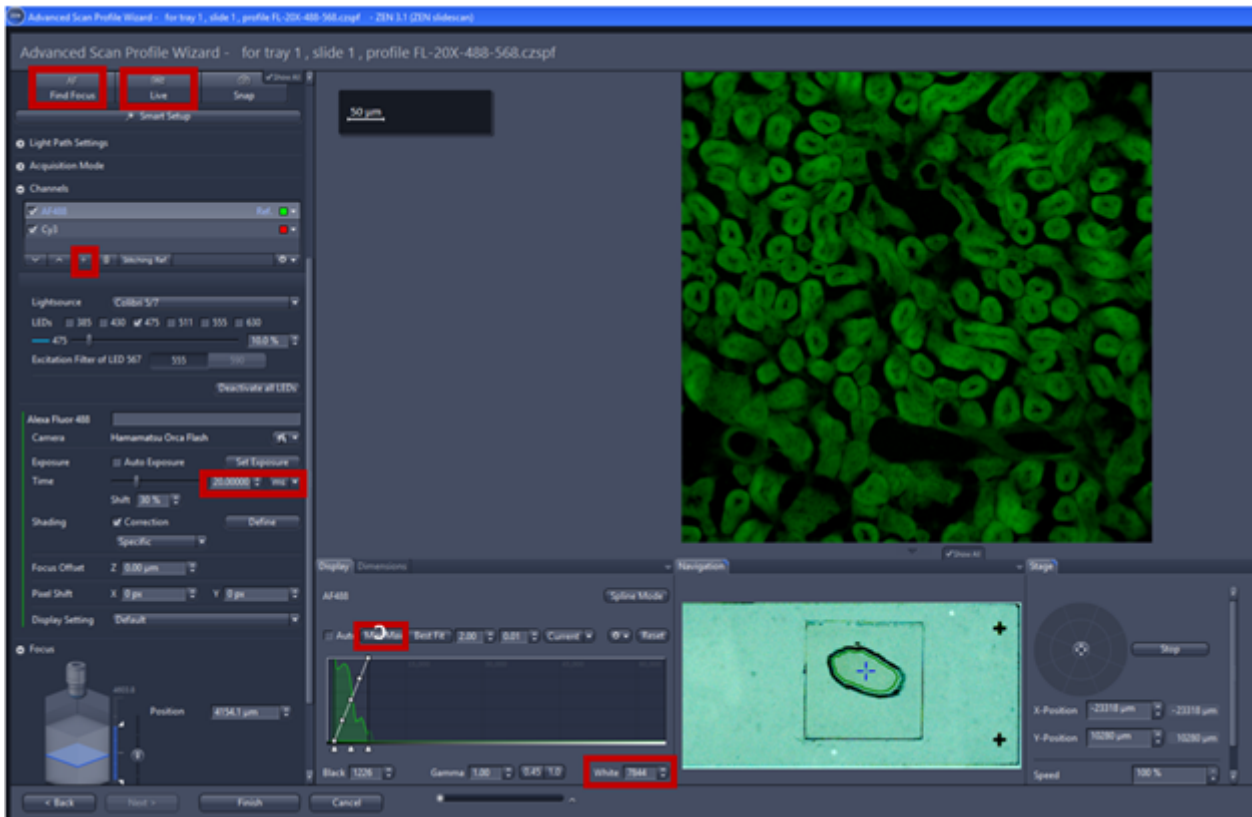 Advanced Scan Profile Wizard - for tray 1 , slide 1 , profile FL-20X-488-568.czspf - ZEN 3.1 (ZEN slidescan)
Advanced Scan Profile Wizard - for tray 1 , slide 1 , profile FL-20X-488-568.czspf
AF Show All
Find Focus Live Snap
Smart Setup
50 µm
Light Path Settings
Acquisition Mode
Channels
AF488 Ref.
Cy3
Stitching Ref.
Lightsource Colibri 5/7
LEDs 385 430 475 511 555 630
475 10.0 %
Excitation Filter of LED 567 555 590
Deactivate all LEDs
Alexa Fluor 488
Camera Hamamatsu Orca Flash
Exposure Auto Exposure Set Exposure
Time 20.00000 ms
Shift 30 %
Shading Correction Define
Specific
Focus Offset Z 0.00 µm
Pixel Shift X 0 px Y 0 px
Display Setting Default
Focus
Position 4154.1 µm
Show All
Display Dimensions
AF488 Spline Mode
Auto Best Fit 2.00 0.01 Current Reset
Black 1226 Gamma 1.00 0.45 1.0 White 7844
Navigation
Stage
Stop
X-Position -23318 µm -23318 µm
Y-Position 10280 µm 10280 µm
Speed 100 %
< Back Next > Finish Cancel